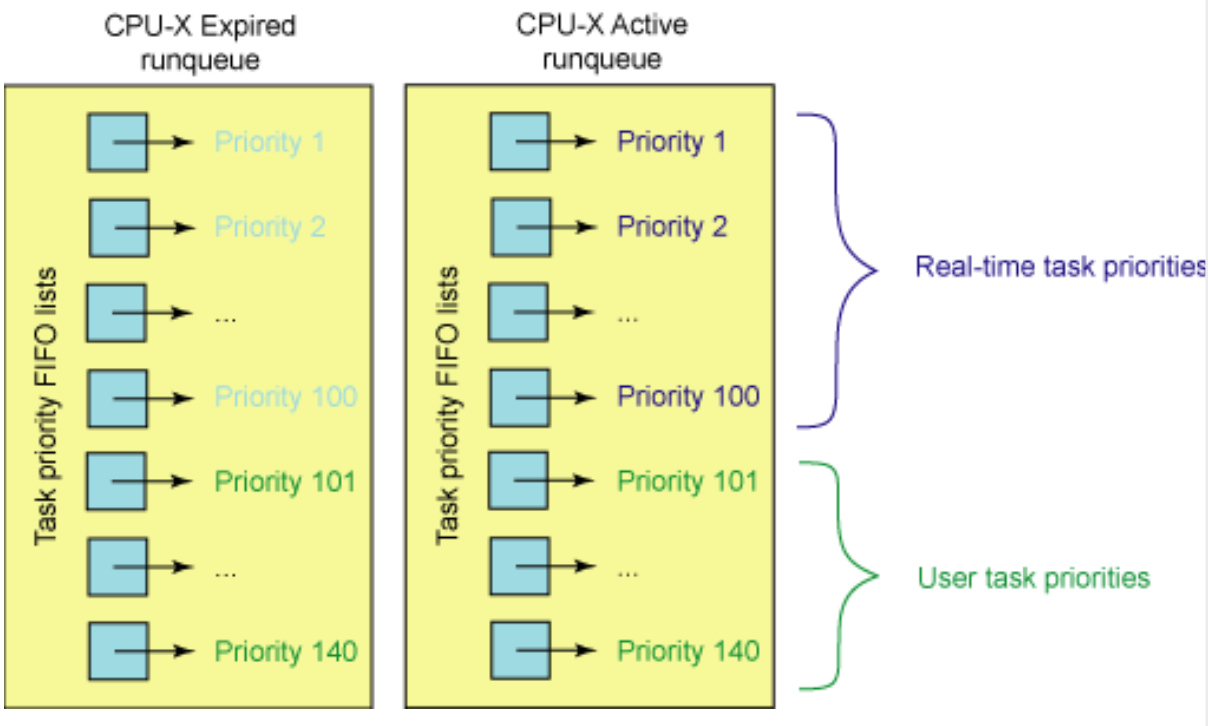 CPU-X Expired
runqueue
CPU-X Active
runqueue
Task priority FIFO lists
Priority 1
Priority 2
...
Priority 100
Priority 101
...
Priority 140
Task priority FIFO lists
Priority 1
Priority 2
...
Priority 100
Priority 101
...
Priority 140
Real-time task priorities
User task priorities